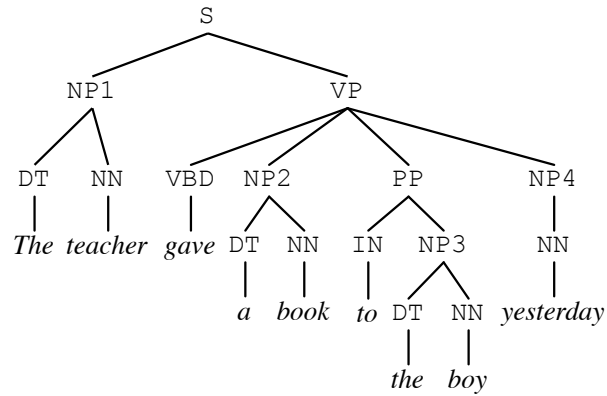 S
NP1 VP
DT NN VBD NP2 PP NP4
The teacher gave DT NN IN NP3 NN
a book to DT NN yesterday
the boy